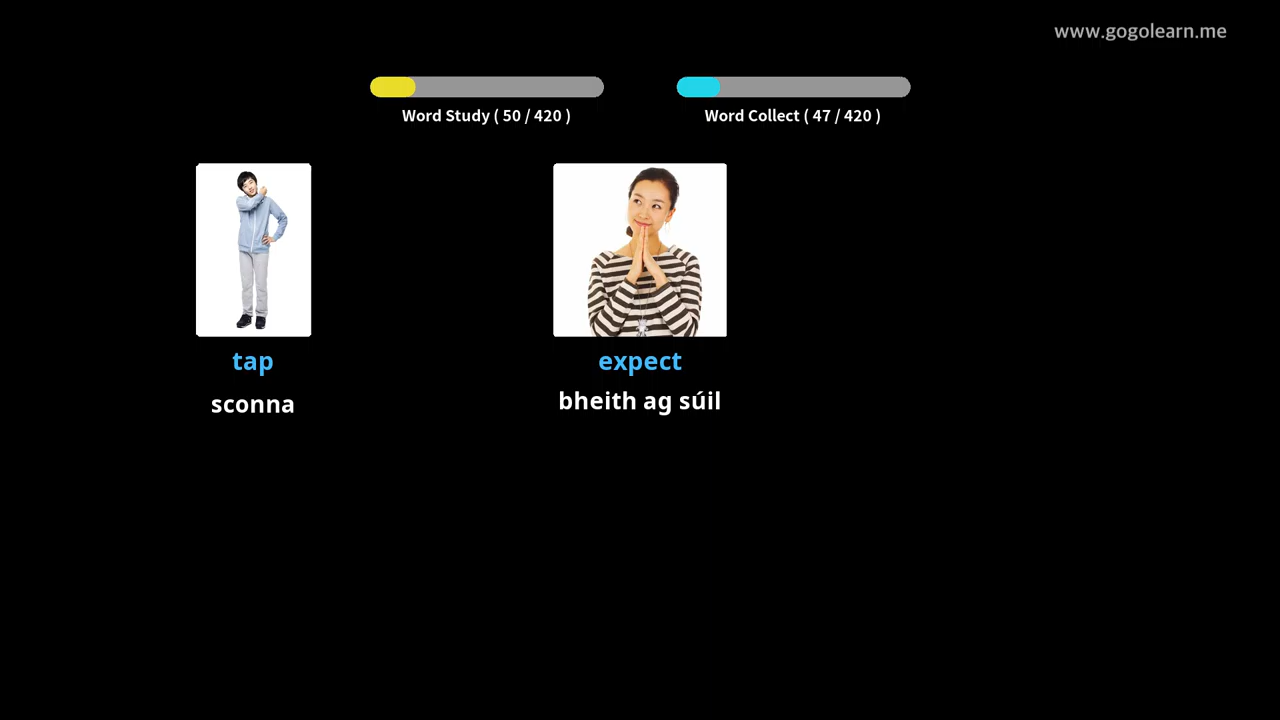 www.gogolearn.me
Word Study ( 50 / 420 )
Word Collect ( 47 / 420 )
tap
expect
sconna
bheith ag súil